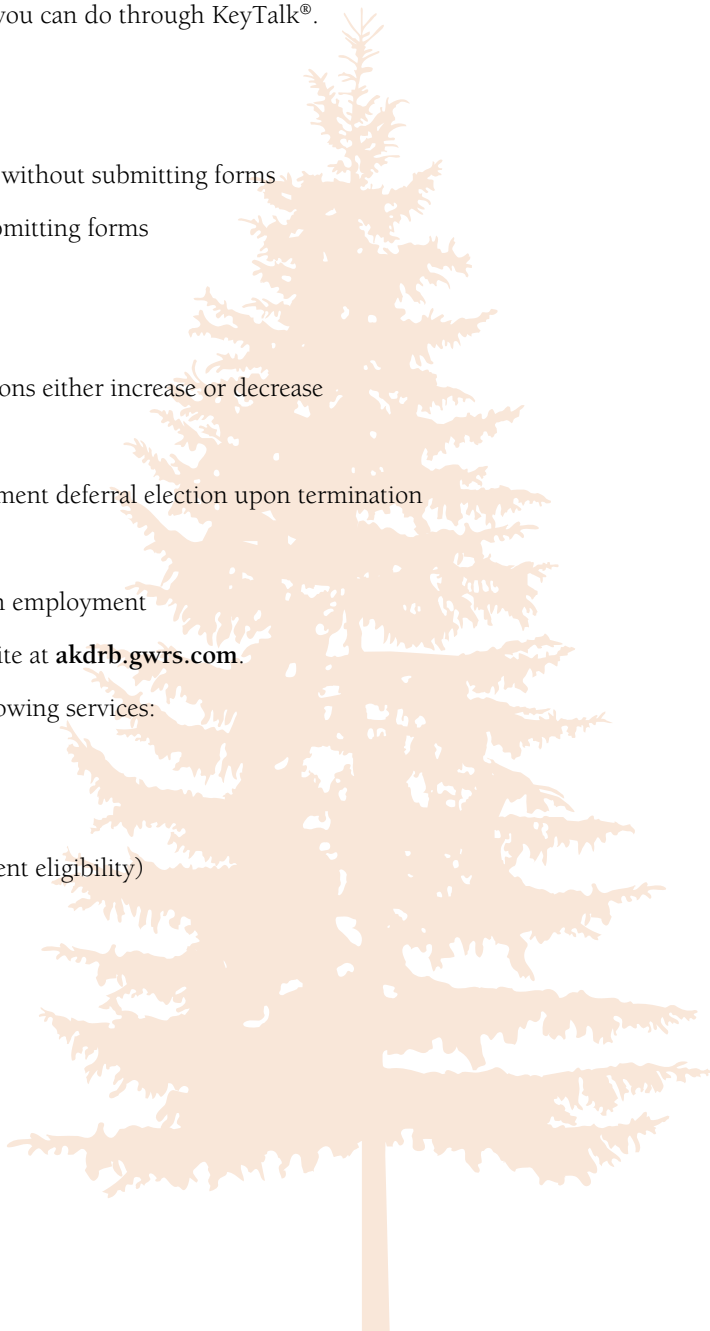 you can do through KeyTalk®.
without submitting forms
mitting forms
ons either increase or decrease
ment deferral election upon termination
employment
ite at akdrb.gwrs.com.
owing services:
ent eligibility)